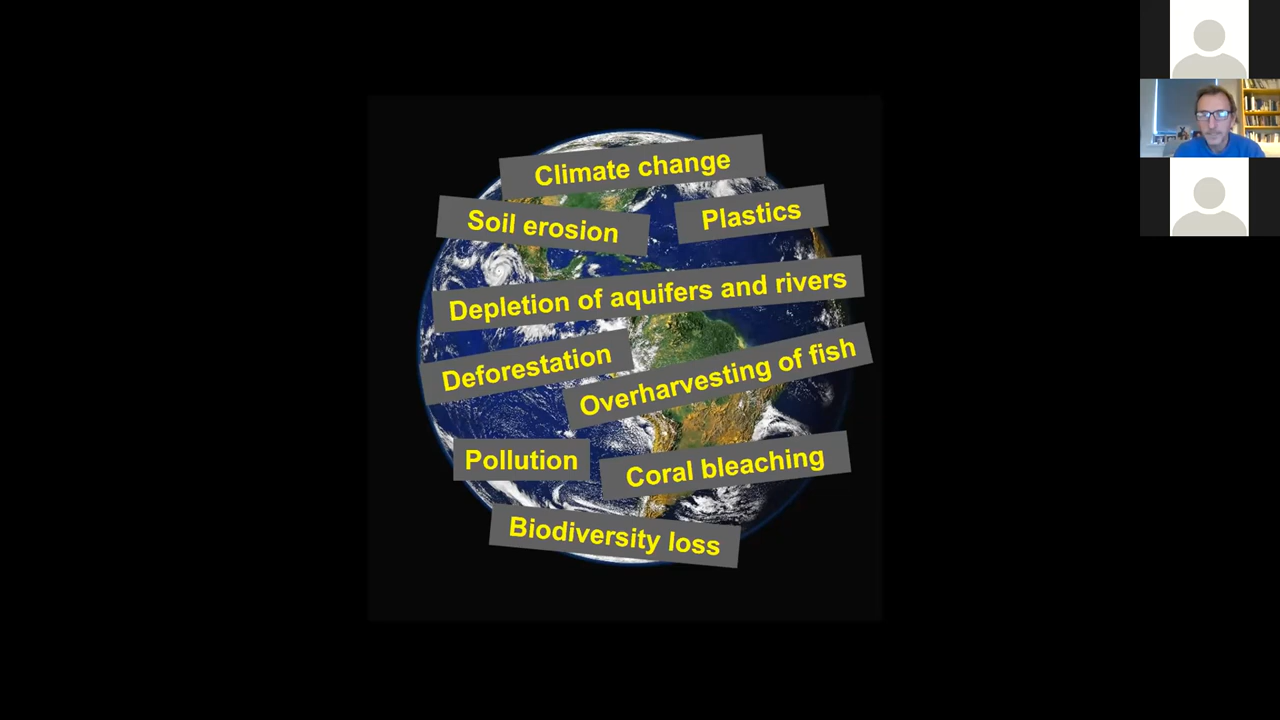 Climate change
Soil erosion
Plastics
Depletion of aquifers and rivers
Deforestation
Overharvesting of fish
Pollution
Coral bleaching
Biodiversity loss